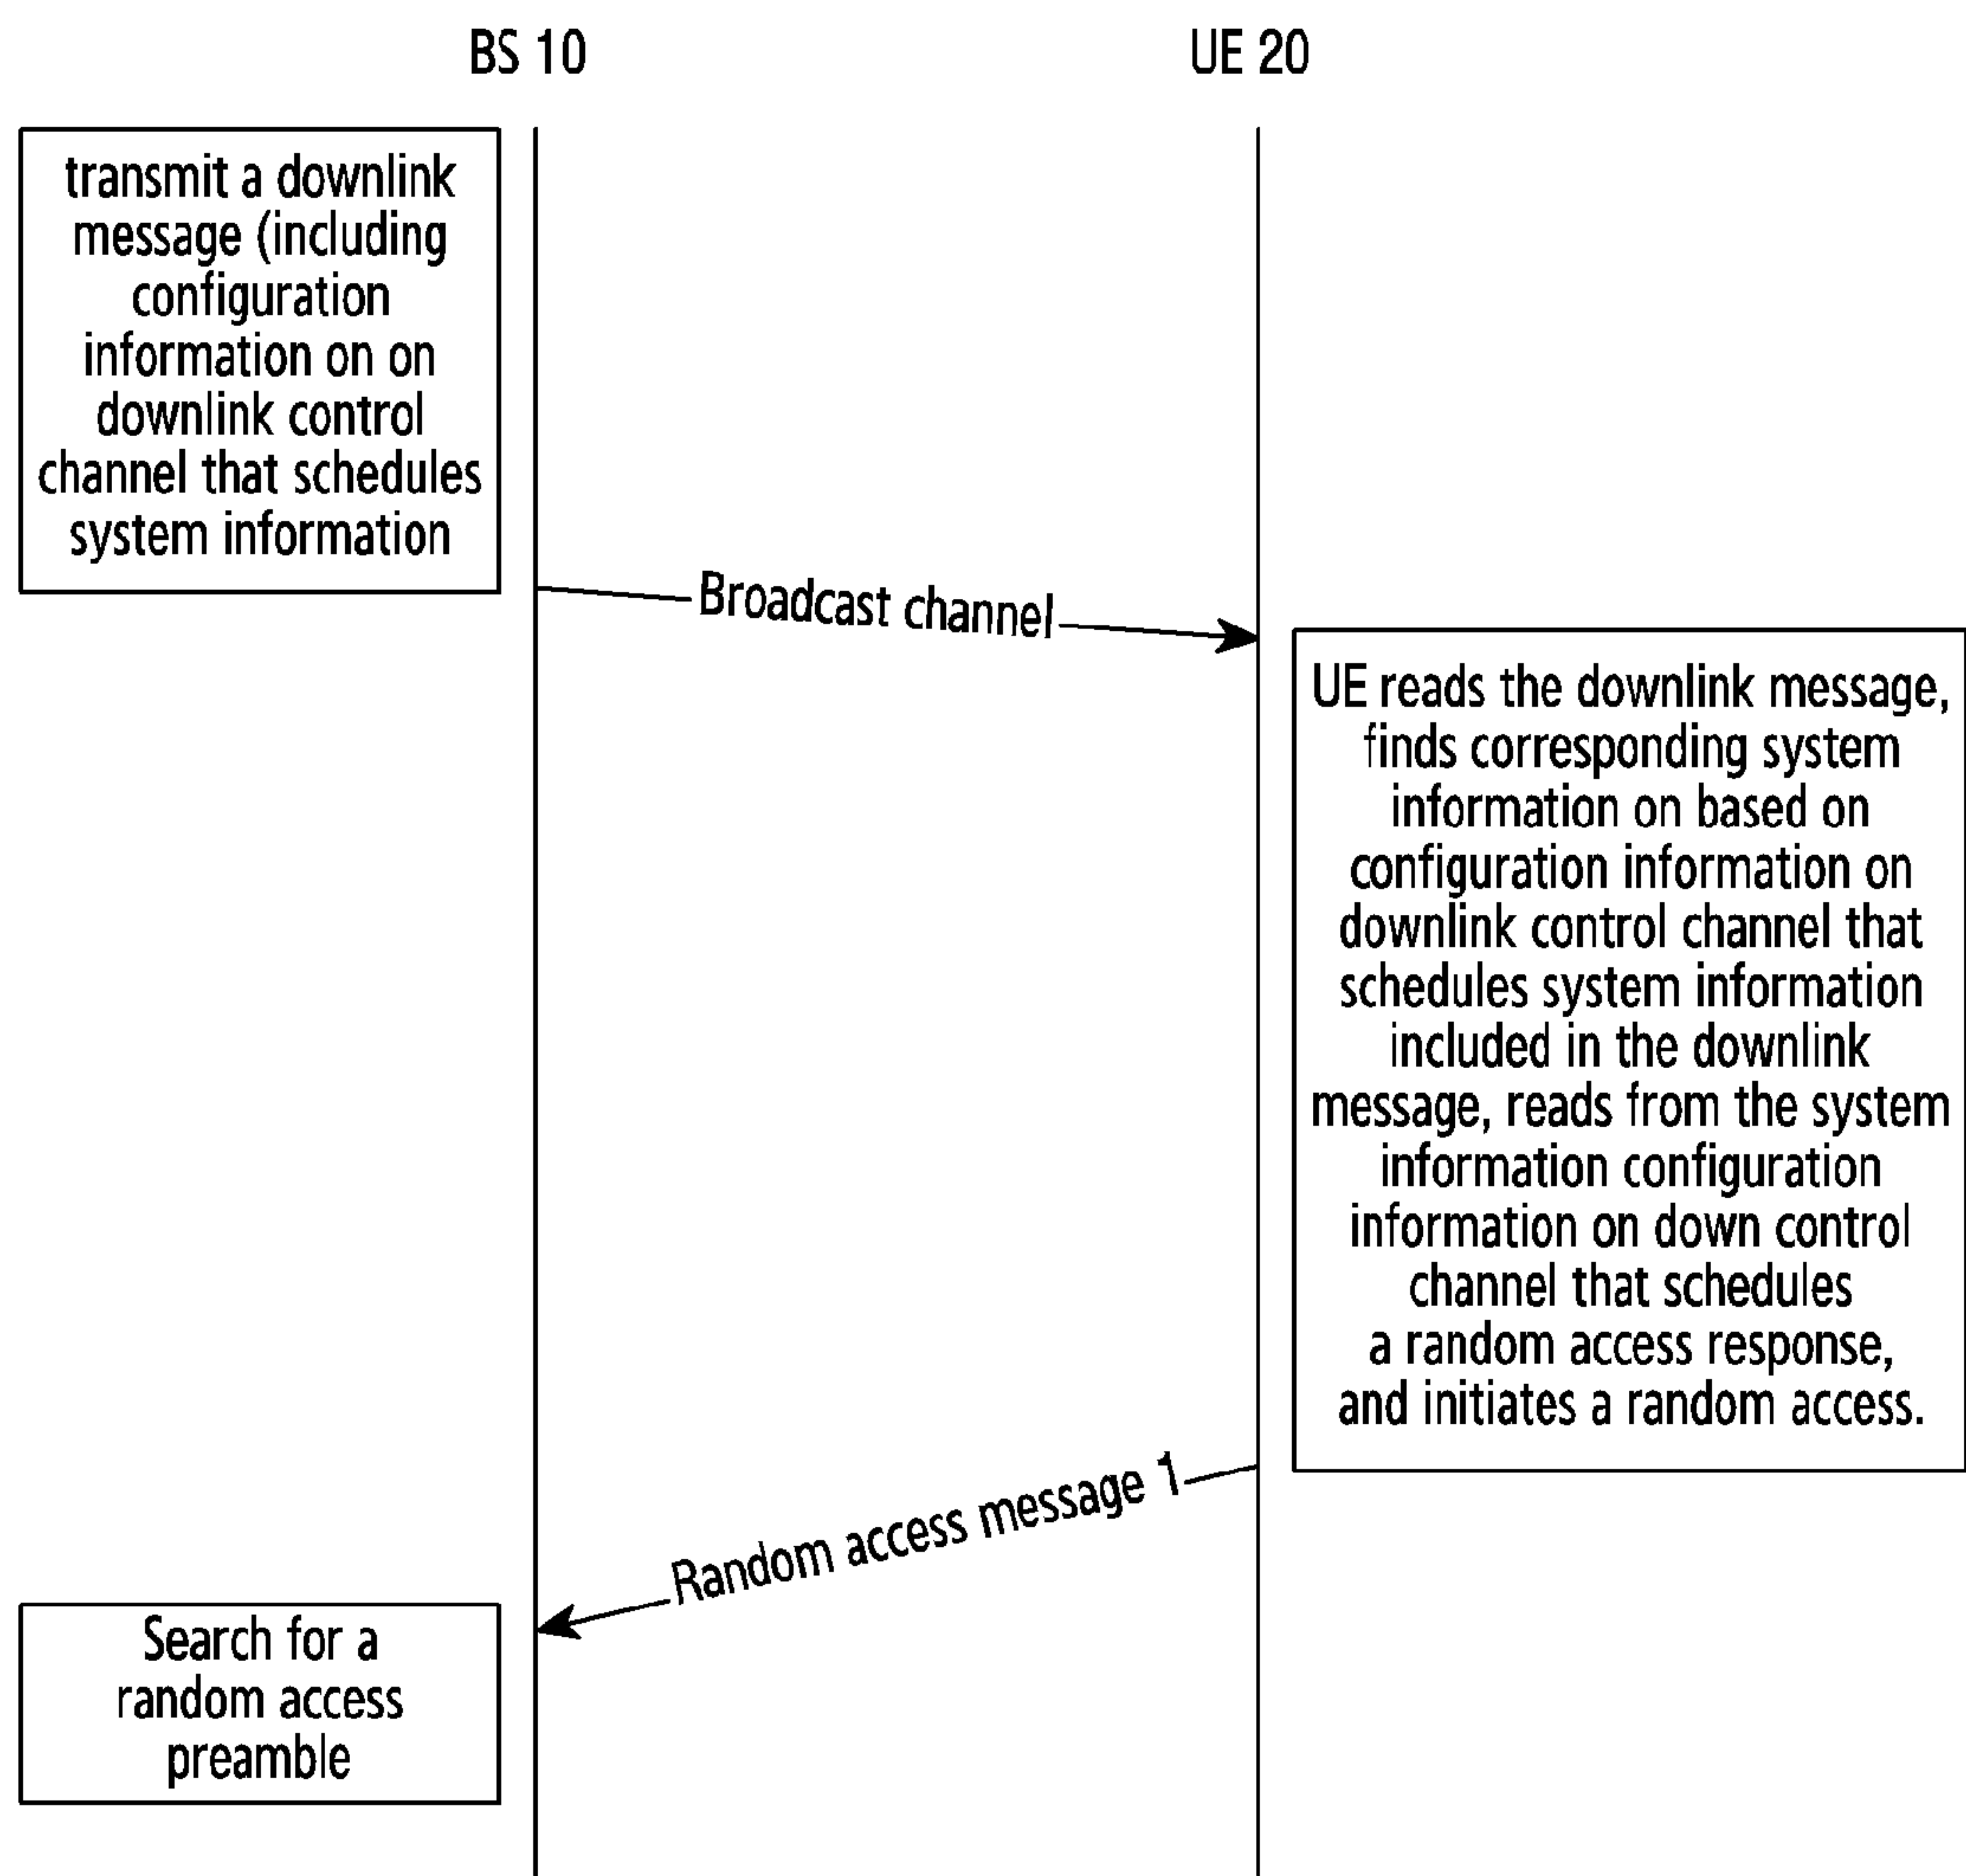 BS 10
UE 20
transmit a downlink
message (including
configuration
information on on
downlink control
channel that schedules
system information
Broadcast channel
UE reads the downlink message,
finds corresponding system
information on based on
configuration information on
downlink control channel that
schedules system information
included in the downlink
message, reads from the system
information configuration
information on down control
channel that schedules
a random access response,
and initiates a random access.
Random access message 1
Search for a
random access
preamble